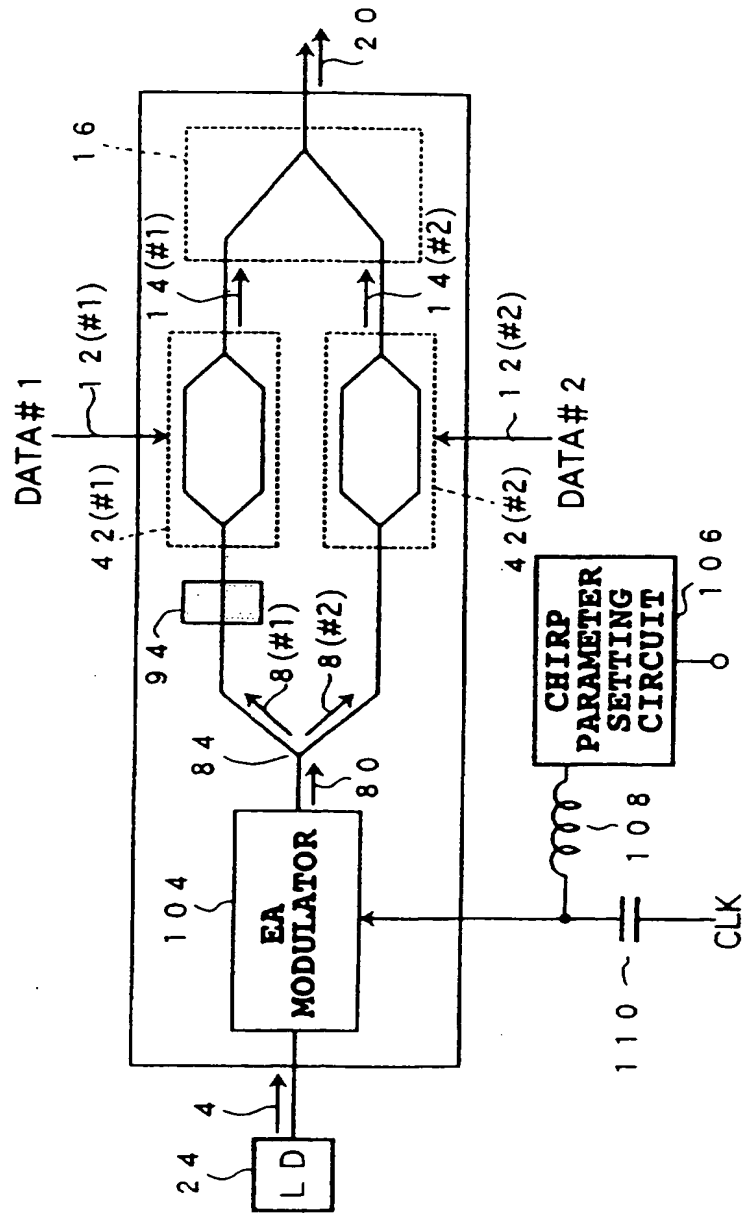 DATA#1
12(#1)
42(#1)
14(#1)
16
20
94
8(#1)
8(#2)
84
80
104
EA
MODULATOR
24
LD
4
14(#2)
12(#2)
DATA#2
42(#2)
CHIRP
PARAMETER
SETTING
CIRCUIT
106
108
110
CLK